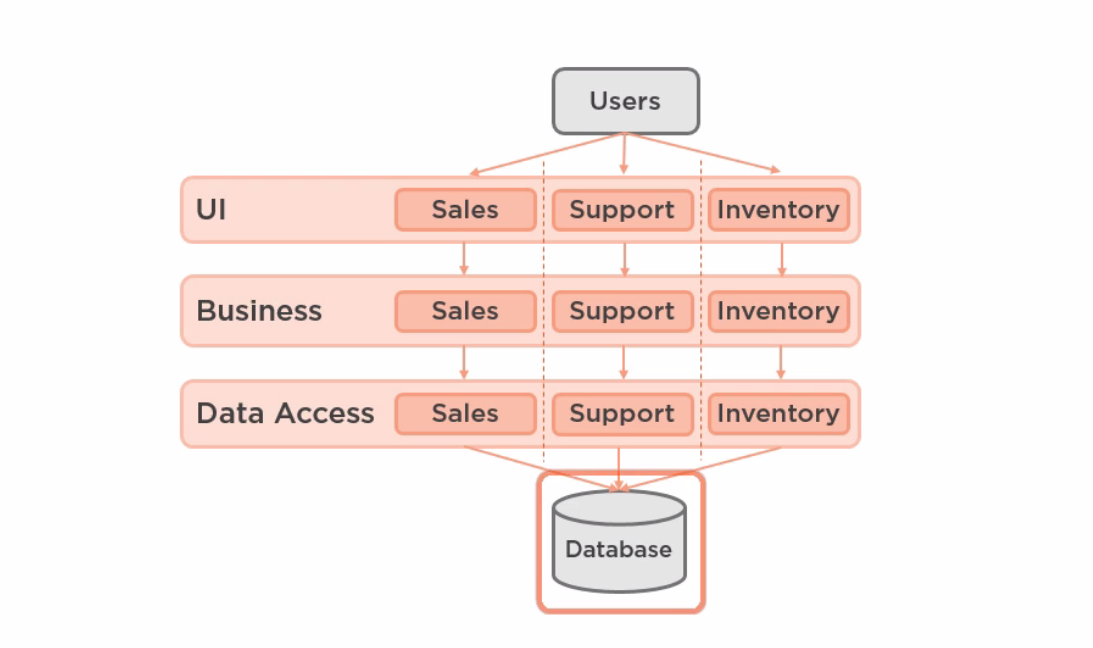 Users
UI
Sales
Support
Inventory
Business
Sales
Support
Inventory
Data Access
Sales
Support
Inventory
Database